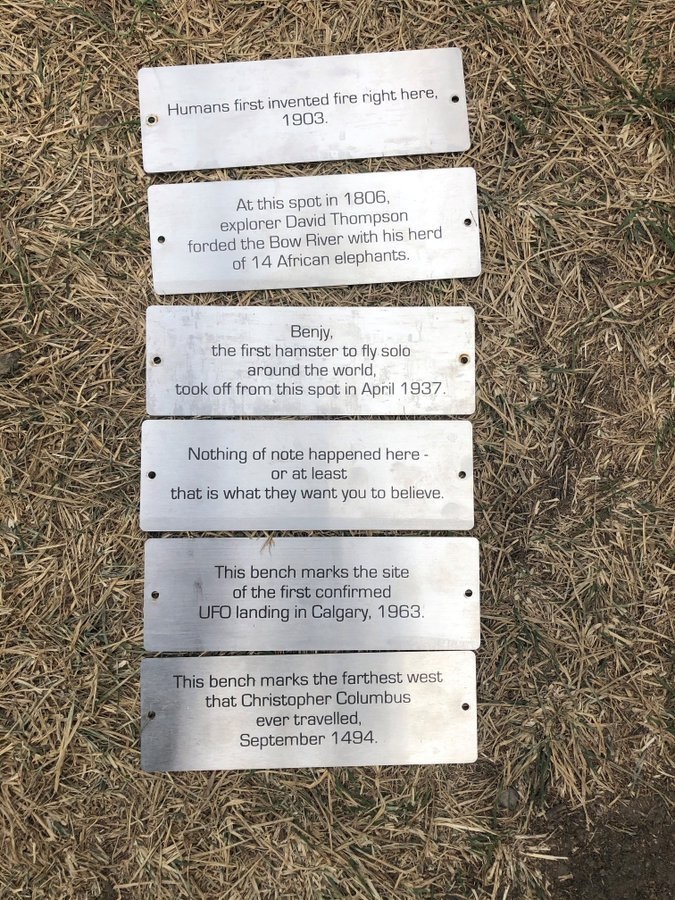 Humans first invented fire right here,
1903.
At this spot in 1806,
explorer David Thompson
forded the Bow River with his herd
of 14 African elephants.
Benjy,
the first hamster to fly solo
around the world,
took off from this spot in April 1937.
Nothing of note happened here -
or at least
that is what they want you to believe.
This bench marks the site
of the first confirmed
UFO landing in Calgary, 1963.
This bench marks the farthest west
that Christopher Columbus
ever travelled,
September 1494.